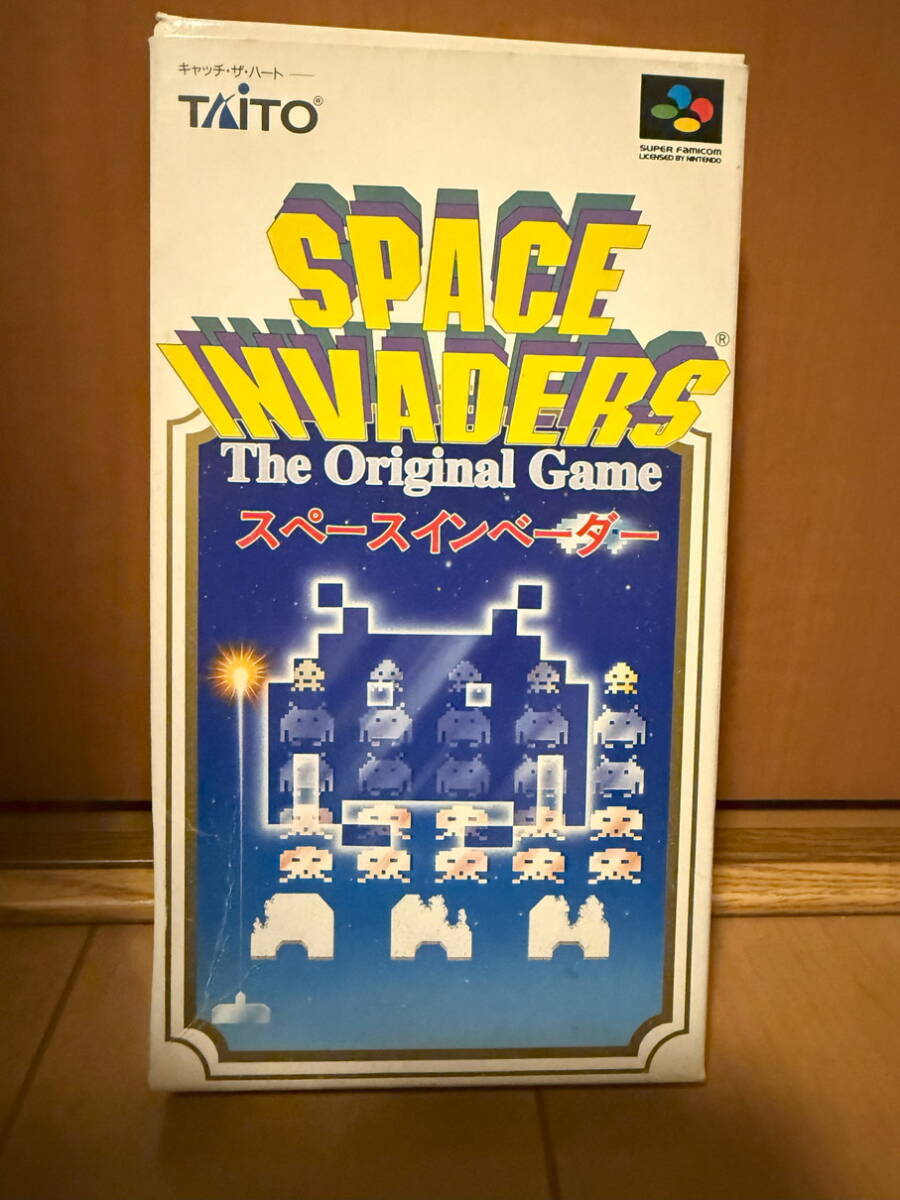 キャッチ・ザ・ハート
TAITO®
SUPER FAMICOM
LICENSED BY NINTENDO
SPACE
INVADERS®
The Original Game
スペースインベーダー